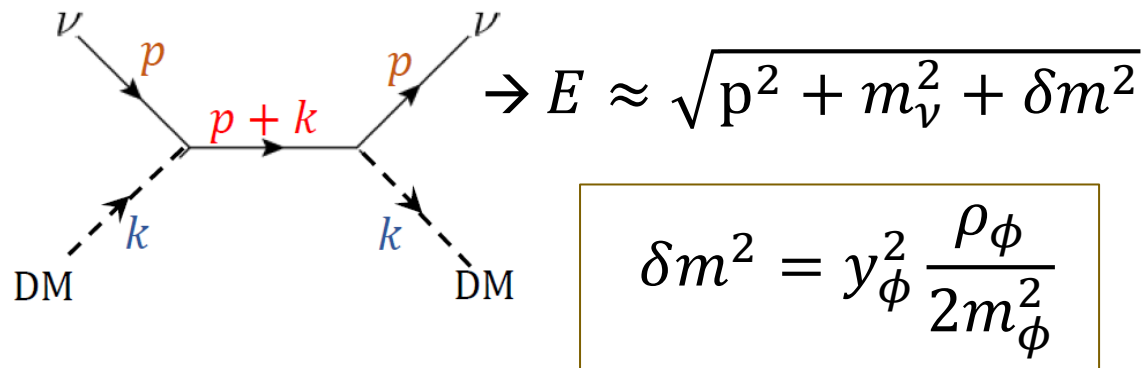 ν ν
p p → E ≈ √(p² + m_ν² + δm²)
p + k
k k
DM DM
δm² = y_ϕ² ρ_ϕ / 2m_ϕ²